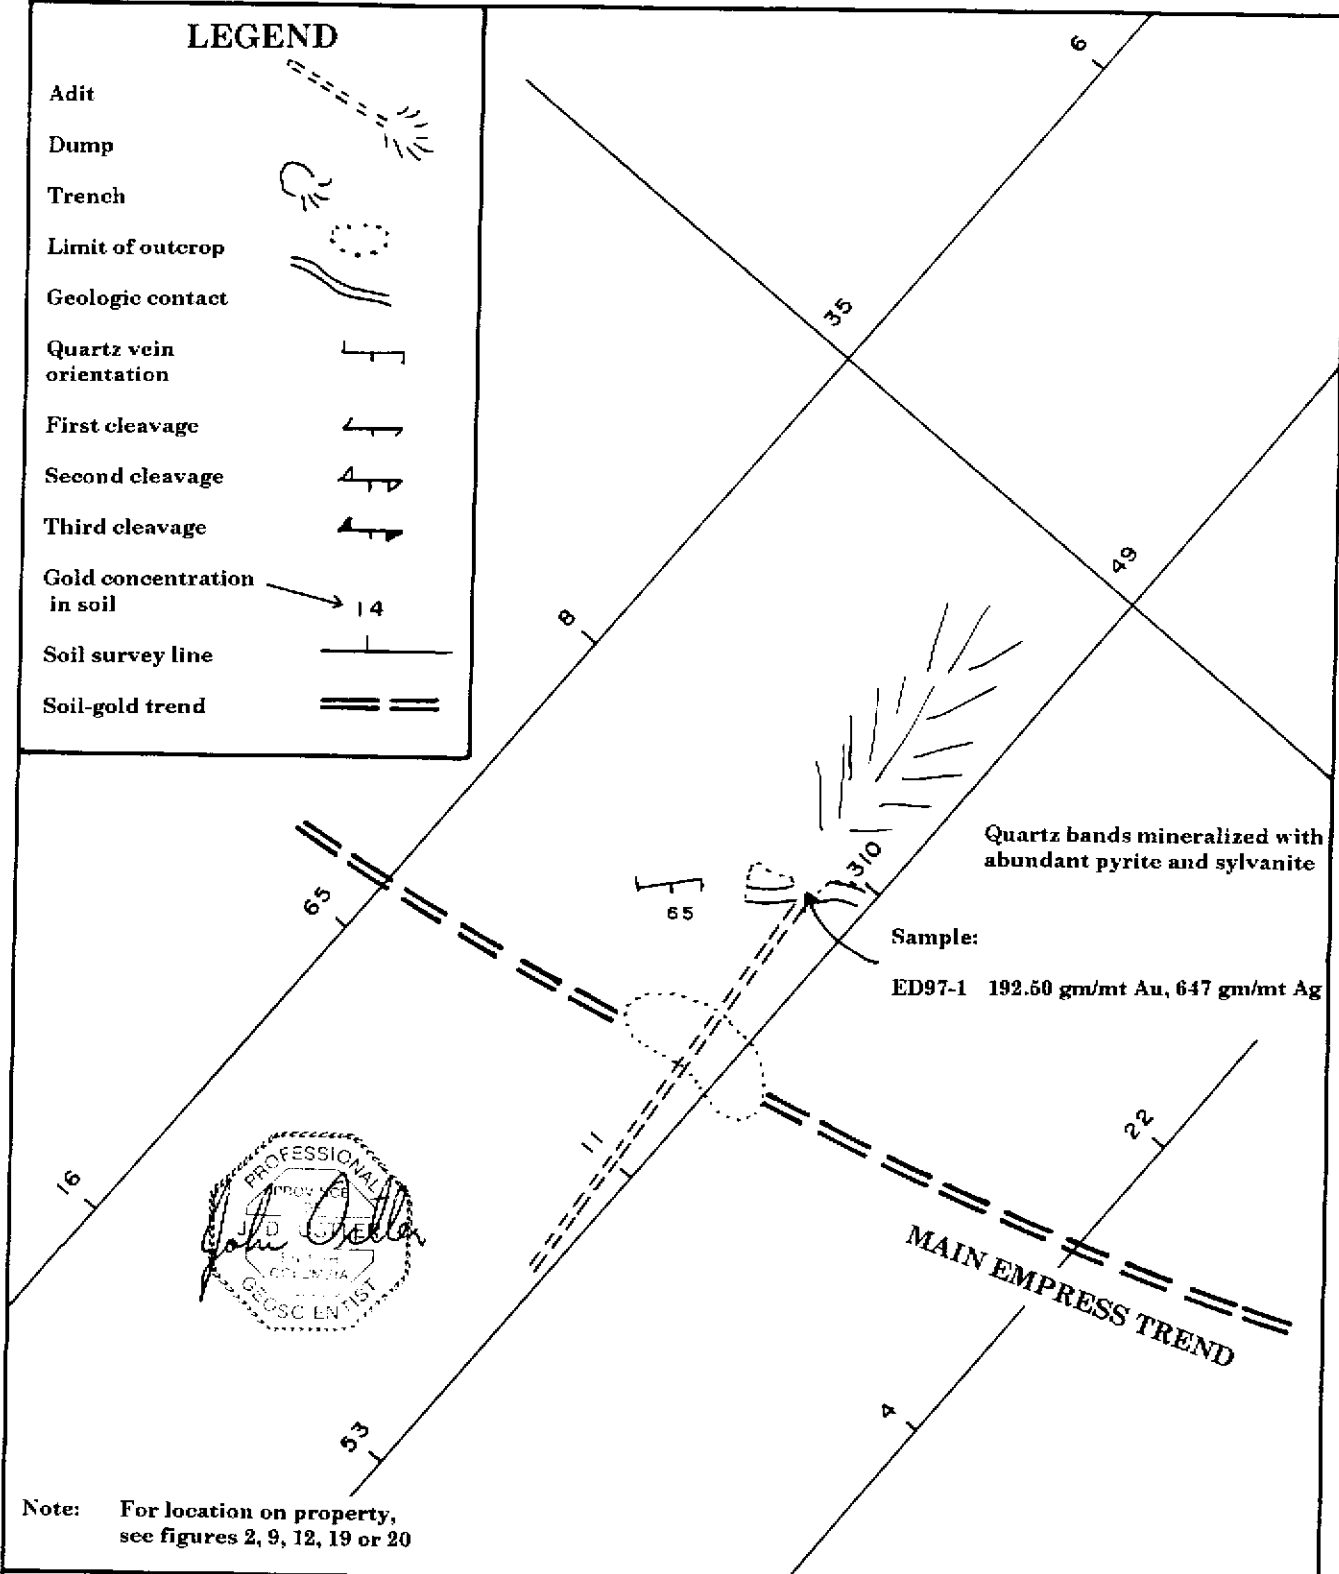 LEGEND
Adit
Dump
Trench
Limit of outcrop
Geologic contact
Quartz vein
orientation
First cleavage
Second cleavage
Third cleavage
Gold concentration
in soil
14
Soil survey line
Soil-gold trend
6
35
49
8
310
Quartz bands mineralized with
abundant pyrite and sylvanite
65
65
Sample:
ED97-1 192.50 gm/mt Au, 647 gm/mt Ag
11
22
16
PROFESSIONAL
PROVINCE
COLUMBIA
GEOSCIENTIST
MAIN EMPRESS TREND
4
53
Note: For location on property,
see figures 2, 9, 12, 19 or 20